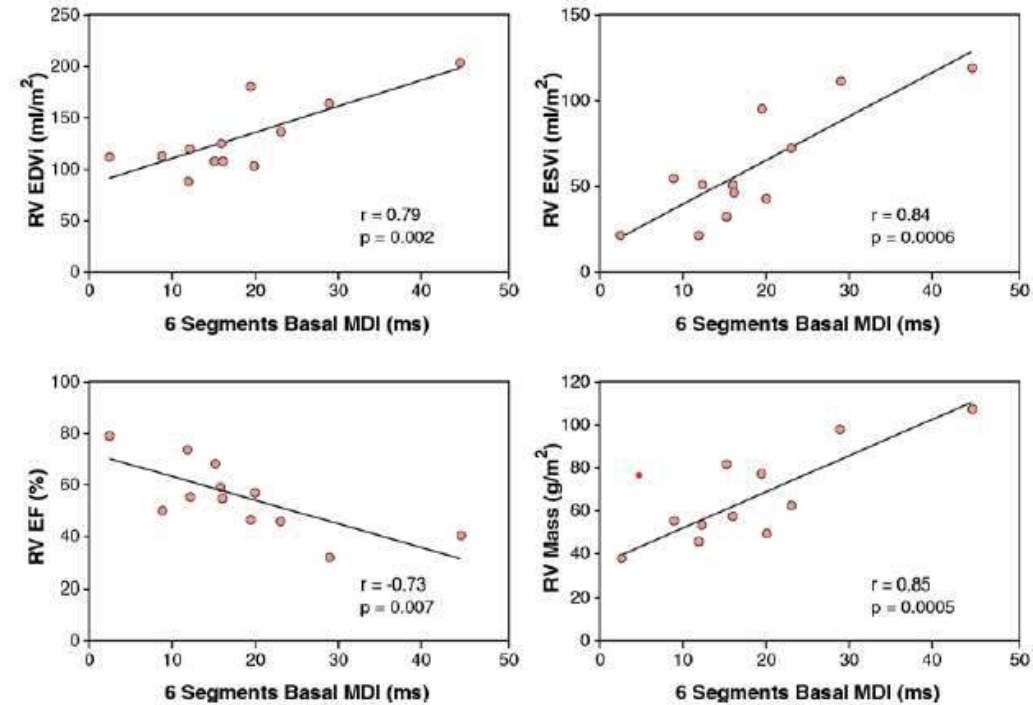 250
200
150
100
50
0
RV EDVi (ml/m²)
r = 0.79
p = 0.002
0 10 20 30 40 50
6 Segments Basal MDI (ms)
150
100
50
0
RV ESVi (ml/m²)
r = 0.84
p = 0.0006
0 10 20 30 40 50
6 Segments Basal MDI (ms)
100
80
60
40
20
0
RV EF (%)
r = -0.73
p = 0.007
0 10 20 30 40 50
6 Segments Basal MDI (ms)
120
100
80
60
40
20
0
RV Mass (g/m²)
r = 0.85
p = 0.0005
0 10 20 30 40 50
6 Segments Basal MDI (ms)